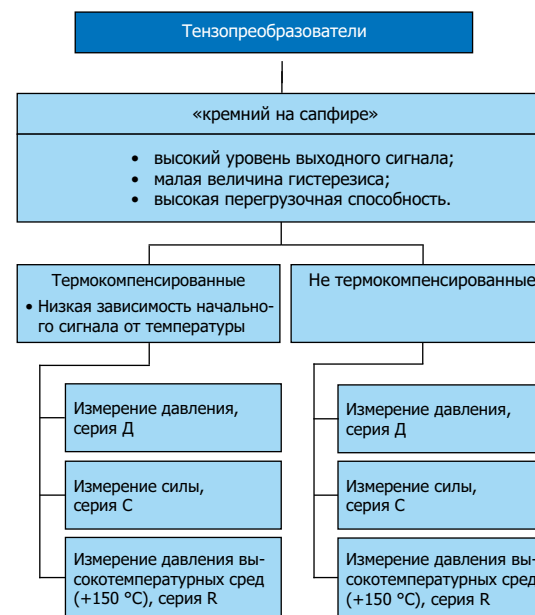 Тензопреобразователи
«кремний на сапфире»
• высокий уровень выходного сигнала;
• малая величина гистерезиса;
• высокая перегрузочная способность.
Термокомпенсированные
• Низкая зависимость начально-
го сигнала от температуры
Не термокомпенсированные
Измерение давления,
серия Д
Измерение силы,
серия С
Измерение давления вы-
сокотемпературных сред
(+150 °С), серия R
Измерение давления,
серия Д
Измерение силы,
серия С
Измерение давления вы-
сокотемпературных сред
(+150 °С), серия R